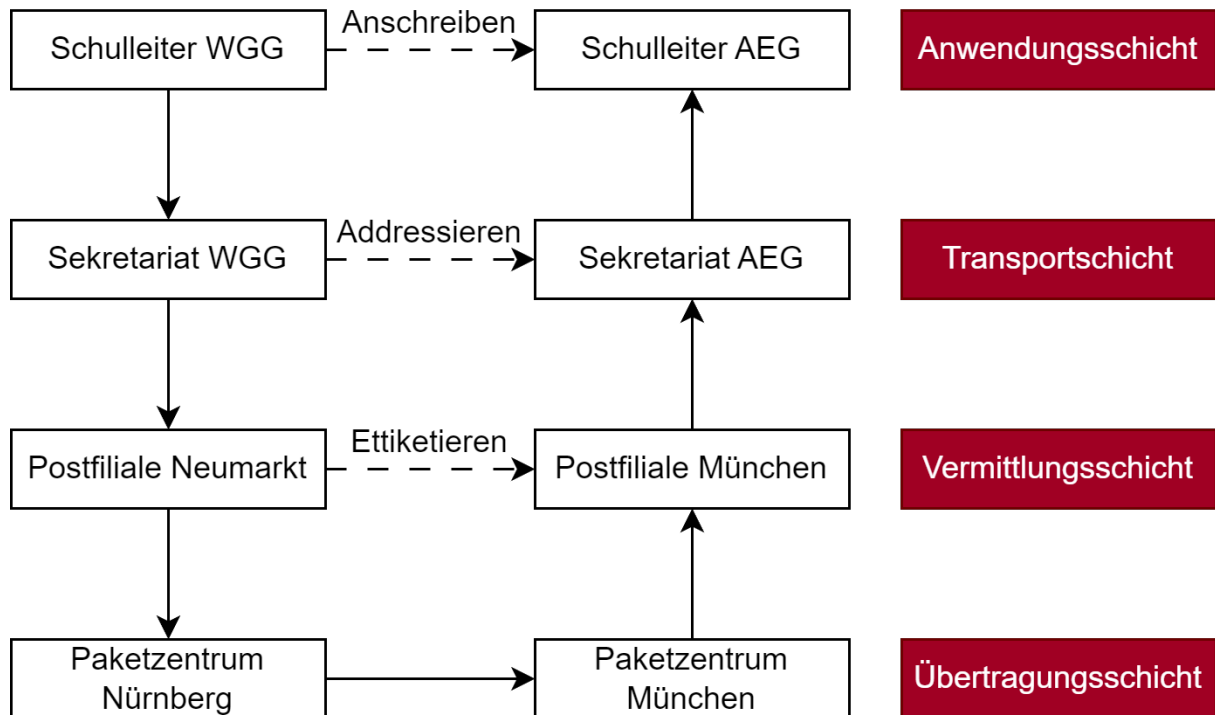 Anschreiben
Schulleiter WGG
Schulleiter AEG
Anwendungsschicht
Addressieren
Sekretariat WGG
Sekretariat AEG
Transportschicht
Ettiketieren
Postfiliale Neumarkt
Postfiliale München
Vermittlungsschicht
Paketzentrum
Nürnberg
Paketzentrum
München
Übertragungsschicht